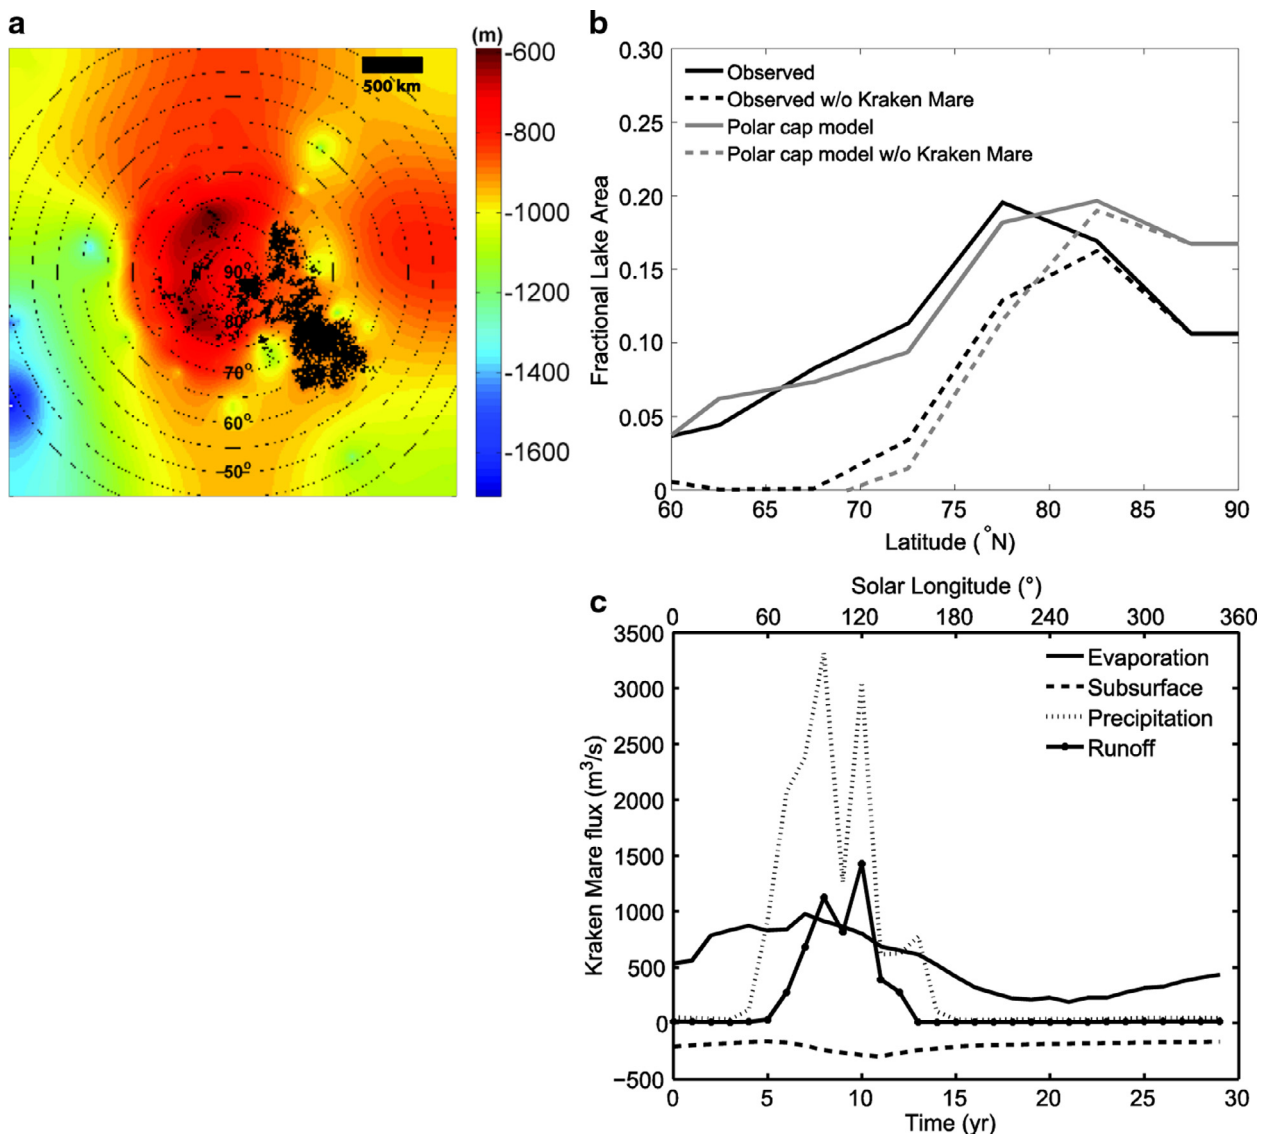 a
(m)
-600
-800
-1000
-1200
-1400
-1600
500 km
90°
80°
70°
60°
50°
b
0.30
0.25
0.20
0.15
0.10
0.05
0
Fractional Lake Area
Observed
Observed w/o Kraken Mare
Polar cap model
Polar cap model w/o Kraken Mare
60 65 70 75 80 85 90
Latitude (°N)
c
Solar Longitude (°)
0 60 120 180 240 300 360
3500
3000
2500
2000
1500
1000
500
0
−500
Kraken Mare flux (m³/s)
Evaporation
Subsurface
Precipitation
Runoff
0 5 10 15 20 25 30
Time (yr)